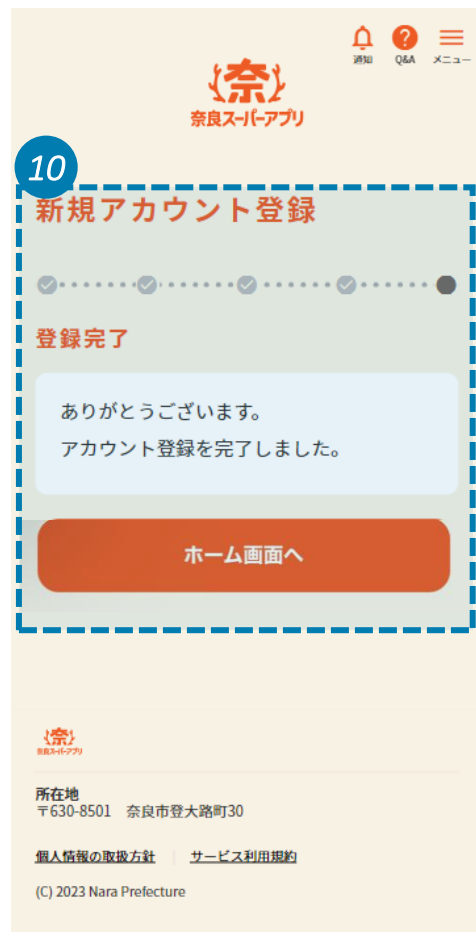 通知 Q&A メニュー
奈
奈良スーパーアプリ
10
新規アカウント登録
登録完了
ありがとうございます。
アカウント登録を完了しました。
ホーム画面へ
奈
奈良スーパーアプリ
所在地
〒630-8501 奈良市登大路町30
個人情報の取扱方針 サービス利用規約
(C) 2023 Nara Prefecture